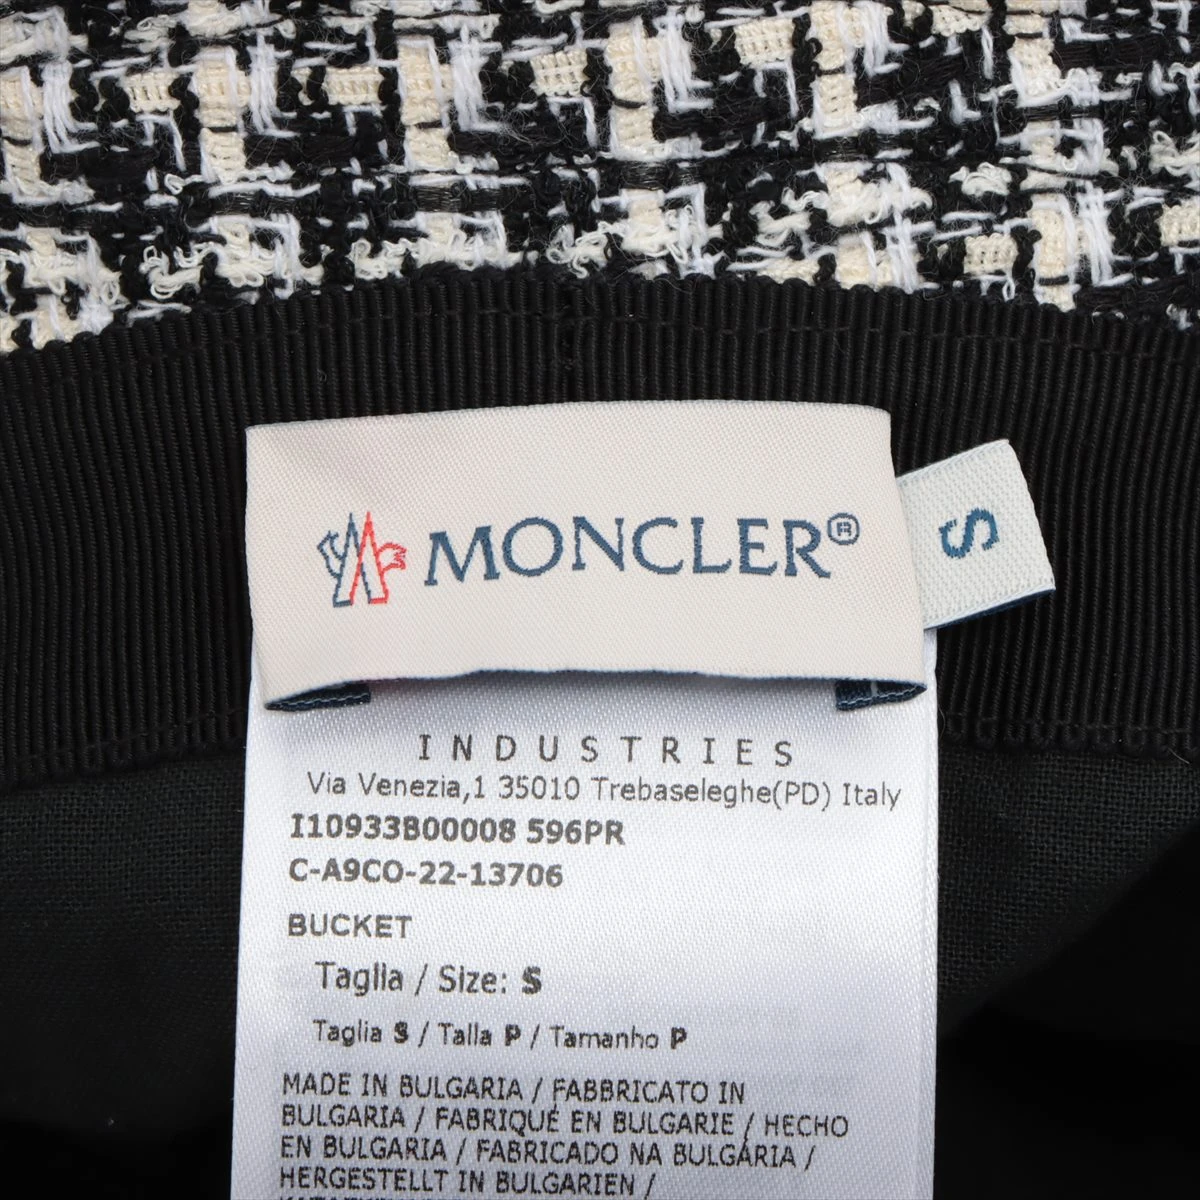 MONCLER®
S
INDUSTRIES
Via Venezia,1 35010 Trebaseleghe(PD) Italy
I10933B00008 596PR
C-A9CO-22-13706
BUCKET
Taglia / Size: S
Taglia S / Talla P / Tamanho P
MADE IN BULGARIA / FABBRICATO IN
BULGARIA / FABRIQUÉ EN BULGARIE / HECHO
EN BULGARIA / FABRICADO NA BULGÁRIA /
HERGESTELLT IN BULGARIEN /